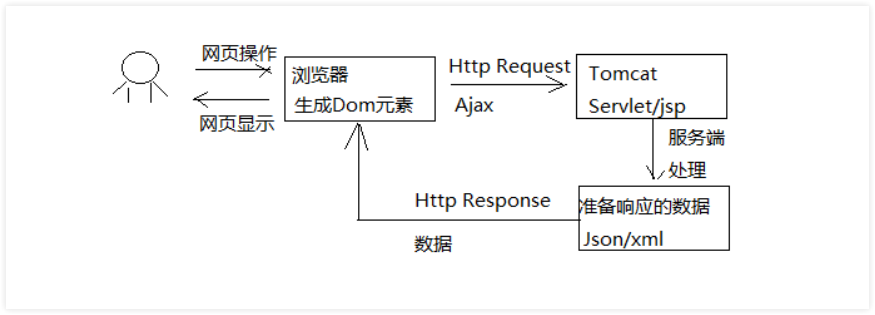 网页操作
网页显示
浏览器
生成Dom元素
Http Request
Ajax
Tomcat
Servlet/jsp
服务端
处理
准备响应的数据
Json/xml
Http Response
数据